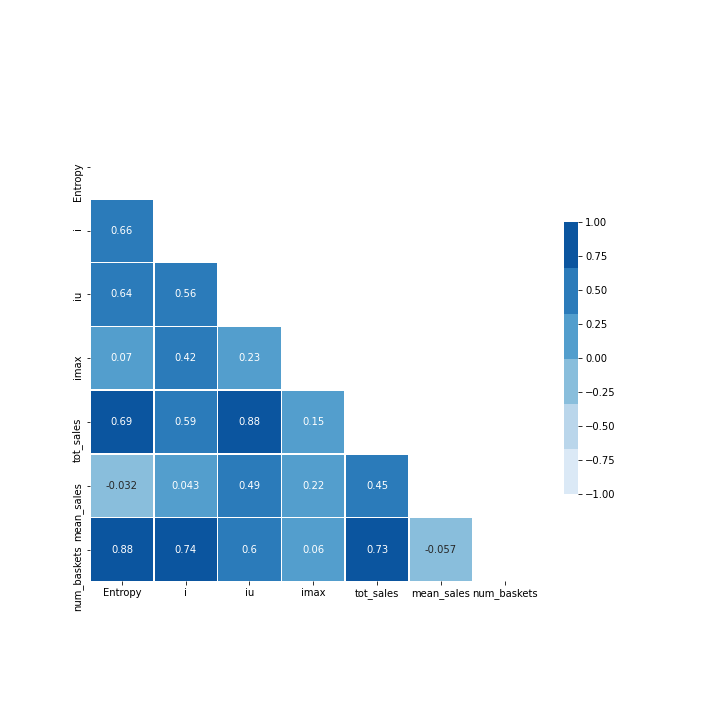 Entropy
i
0.66
iu
0.64 0.56
imax
0.07 0.42 0.23
tot_sales
0.69 0.59 0.88 0.15
mean_sales
-0.032 0.043 0.49 0.22 0.45
num_baskets
0.88 0.74 0.6 0.06 0.73 -0.057
Entropy i iu imax tot_sales mean_sales num_baskets
1.00
0.75
0.50
0.25
0.00
−0.25
−0.50
−0.75
−1.00